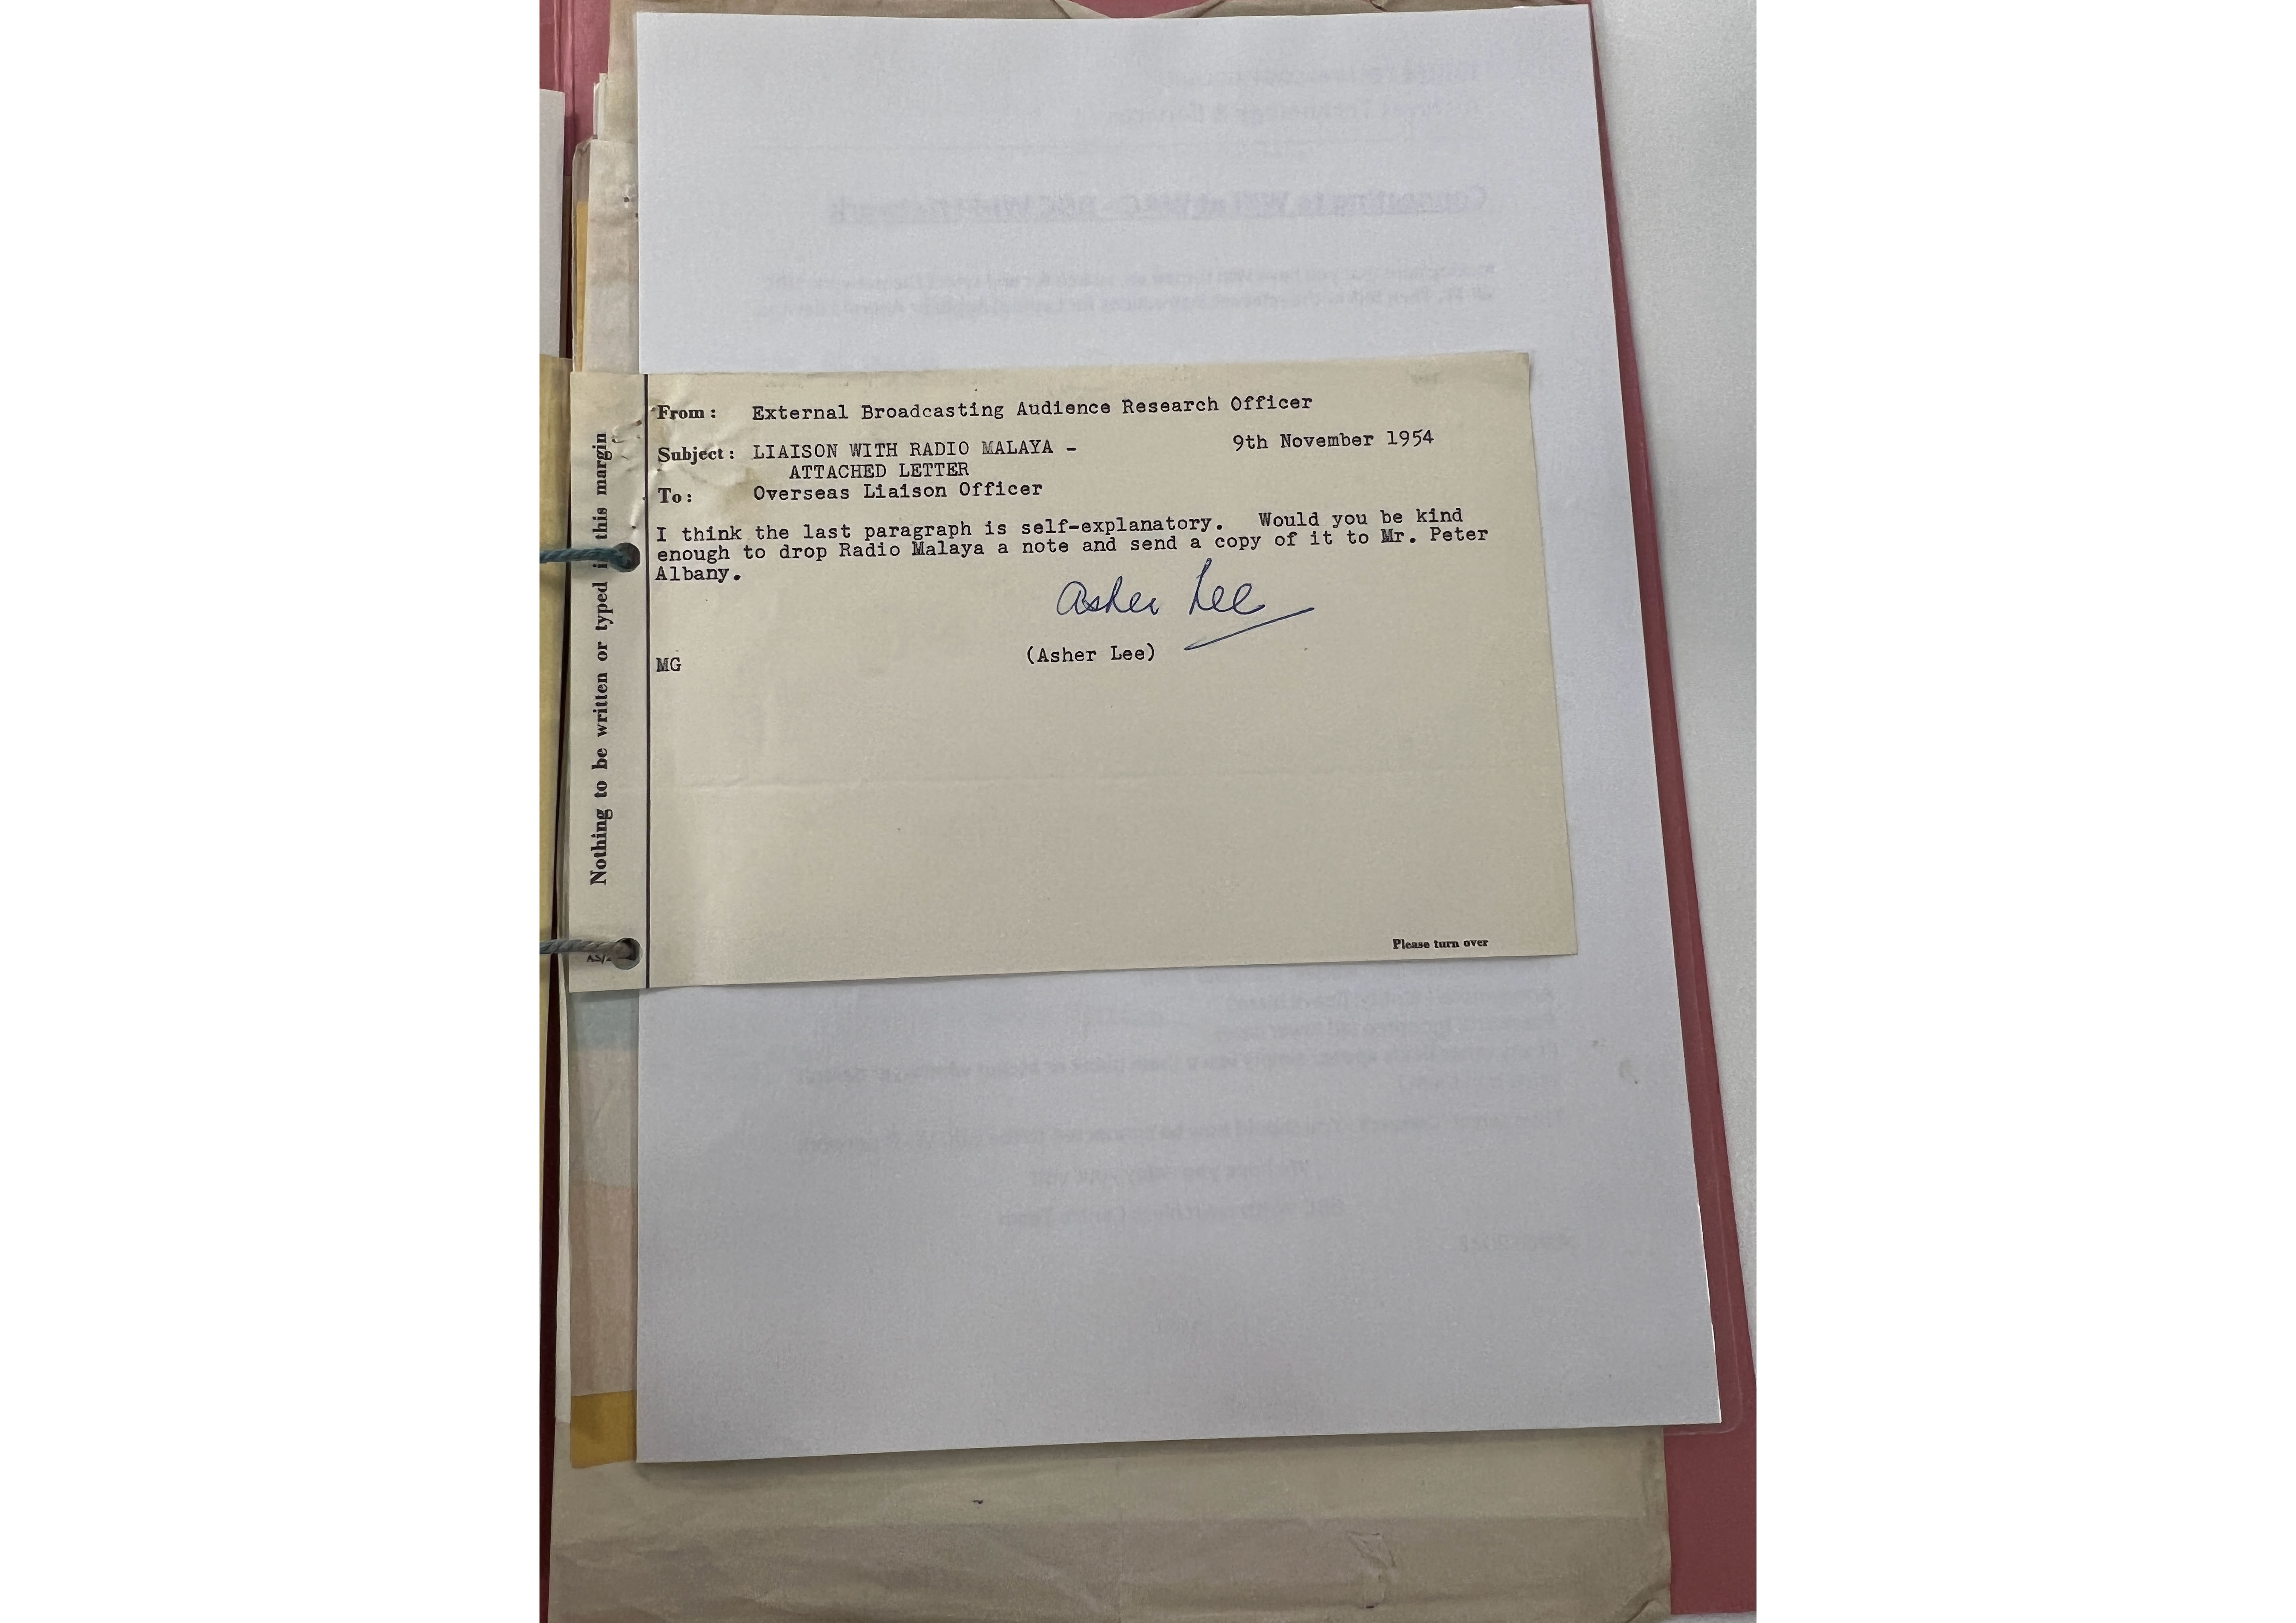 From: External Broadcasting Audience Research Officer
Subject: LIAISON WITH RADIO MALAYA - 9th November 1954
ATTACHED LETTER
To: Overseas Liaison Officer
I think the last paragraph is self-explanatory. Would you be kind
enough to drop Radio Malaya a note and send a copy of it to Mr. Peter
Albany.
Asher Lee
(Asher Lee)
MG
Nothing to be written or typed in this margin
Please turn over